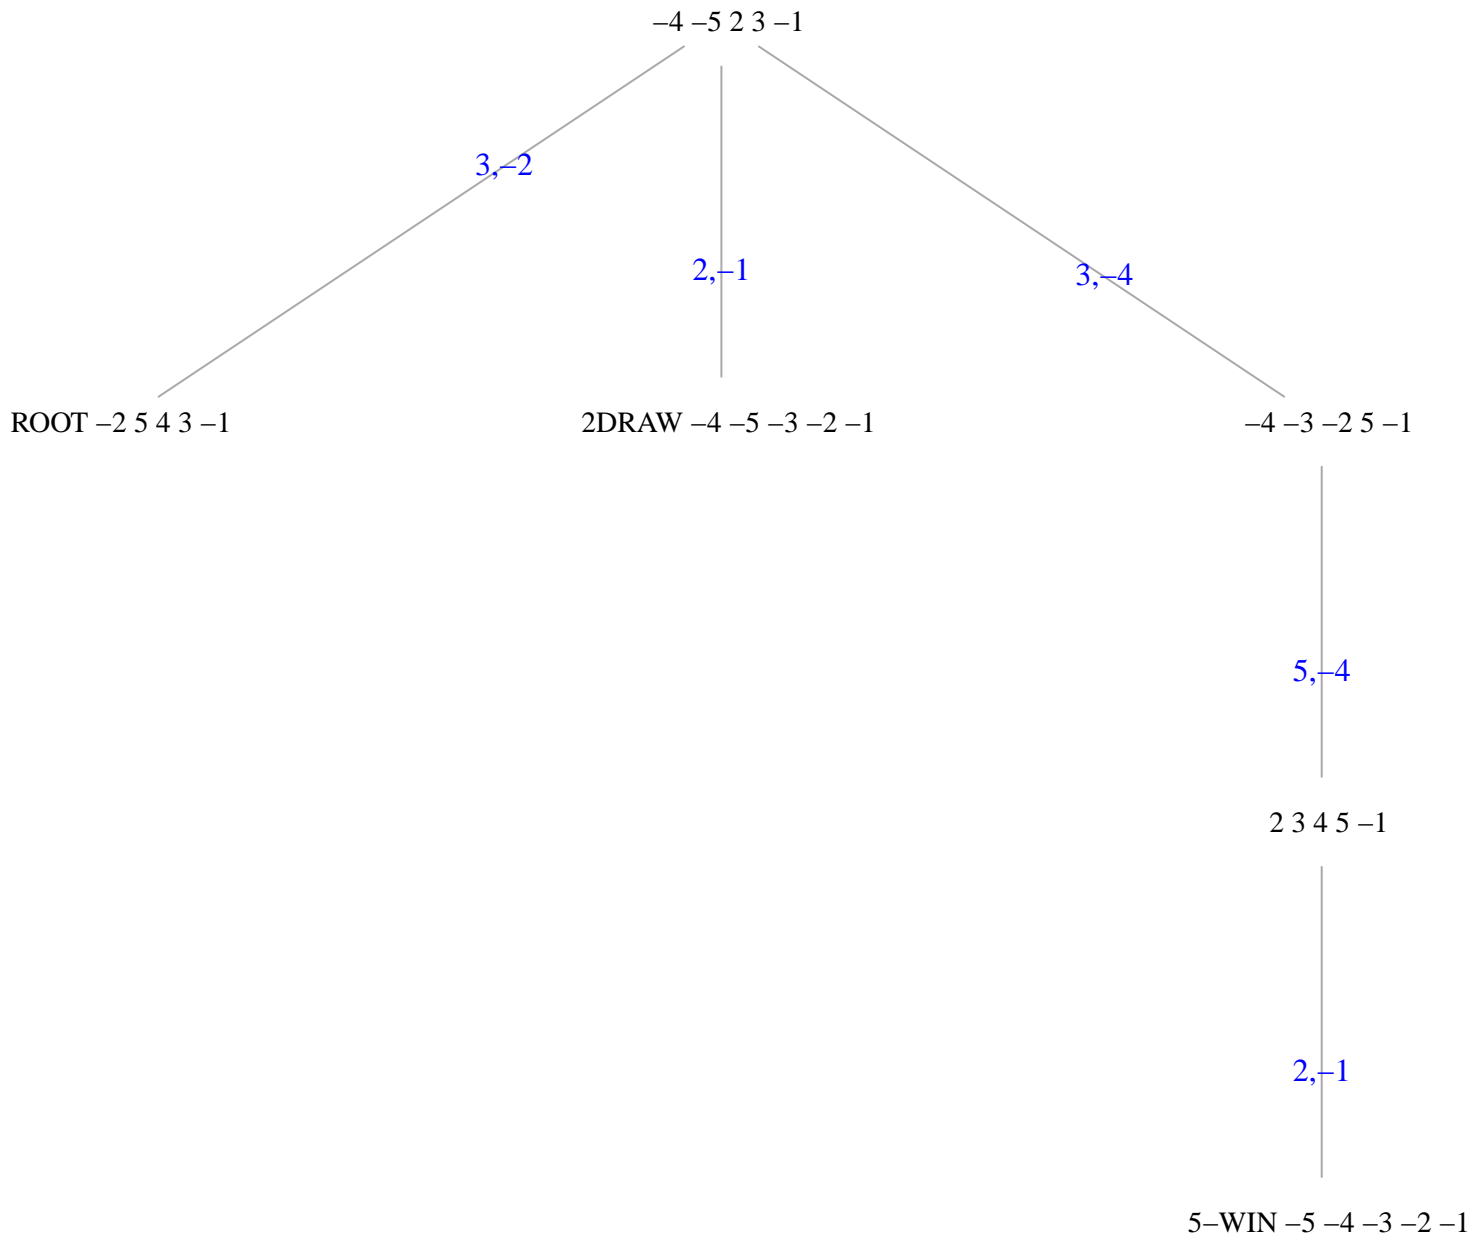 –4 –5 2 3 –1
3,–2
2,–1
3,–4
ROOT –2 5 4 3 –1
2DRAW –4 –5 –3 –2 –1
–4 –3 –2 5 –1
5,–4
2 3 4 5 –1
2,–1
5–WIN –5 –4 –3 –2 –1